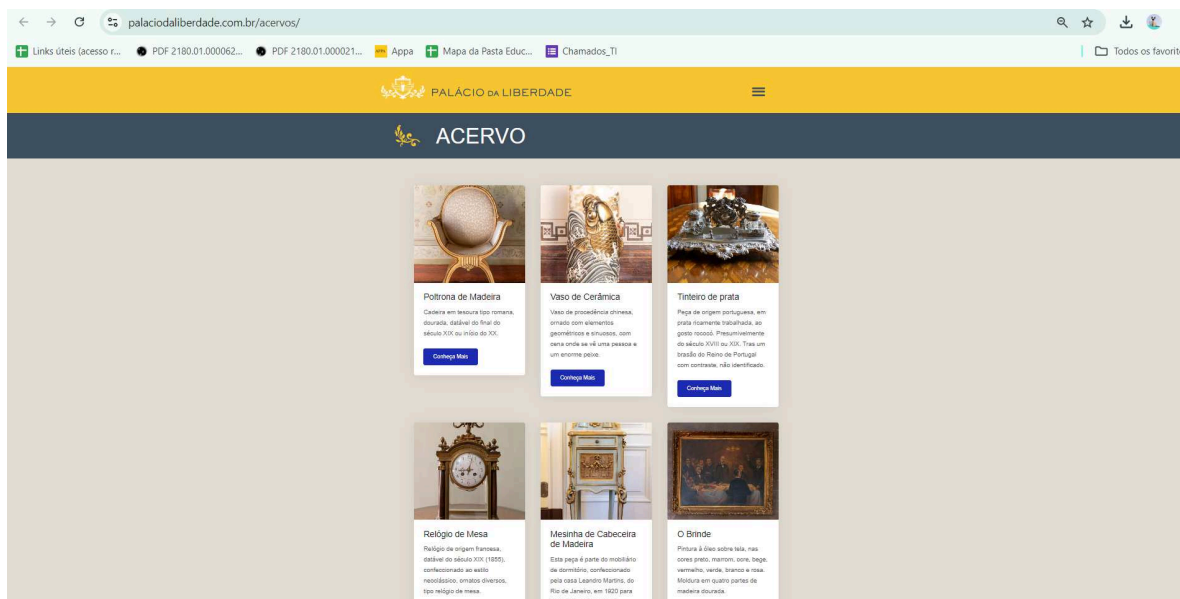 palaciodaliberdade.com.br/acervos/
Links úteis (acesso r...
PDF 2180.01.000062...
PDF 2180.01.000021...
Appa
Mapa da Pasta Educ...
Chamados_TI
Todos os favorit
PALÁCIO DA LIBERDADE
ACERVO
Poltrona de Madeira
Cadeira em tesoura tipo romana,
dourada, datável do final do
século XIX ou início do XX.
Conheça Mais
Vaso de Cerâmica
Vaso de procedência chinesa,
ornado com elementos
geométricos e sinuosos, com
cena onde se vê uma pessoa e
um enorme peixe.
Conheça Mais
Tinteiro de prata
Peça de origem portuguesa, em
prata ricamente trabalhada, ao
gosto rococó. Presumivelmente
do século XVIII ou XIX. Tras um
brasão do Reino de Portugal
com contraste, não identificado.
Conheça Mais
Relógio de Mesa
Relógio de origem francesa,
datável do século XIX (1855),
confeccionado ao estilo
neoclássico, ornatos diversos,
tipo relógio de mesa.
Mesinha de Cabeceira
de Madeira
Esta peça é parte do mobiliário
de dormitório, confeccionado
pela casa Leandro Martins, do
Rio de Janeiro, em 1920 para
O Brinde
Pintura à óleo sobre tela, nas
cores preto, marrom, ocre, bege,
vermelho, verde, branco e rosa.
Moldura em quatro partes de
madeira dourada.